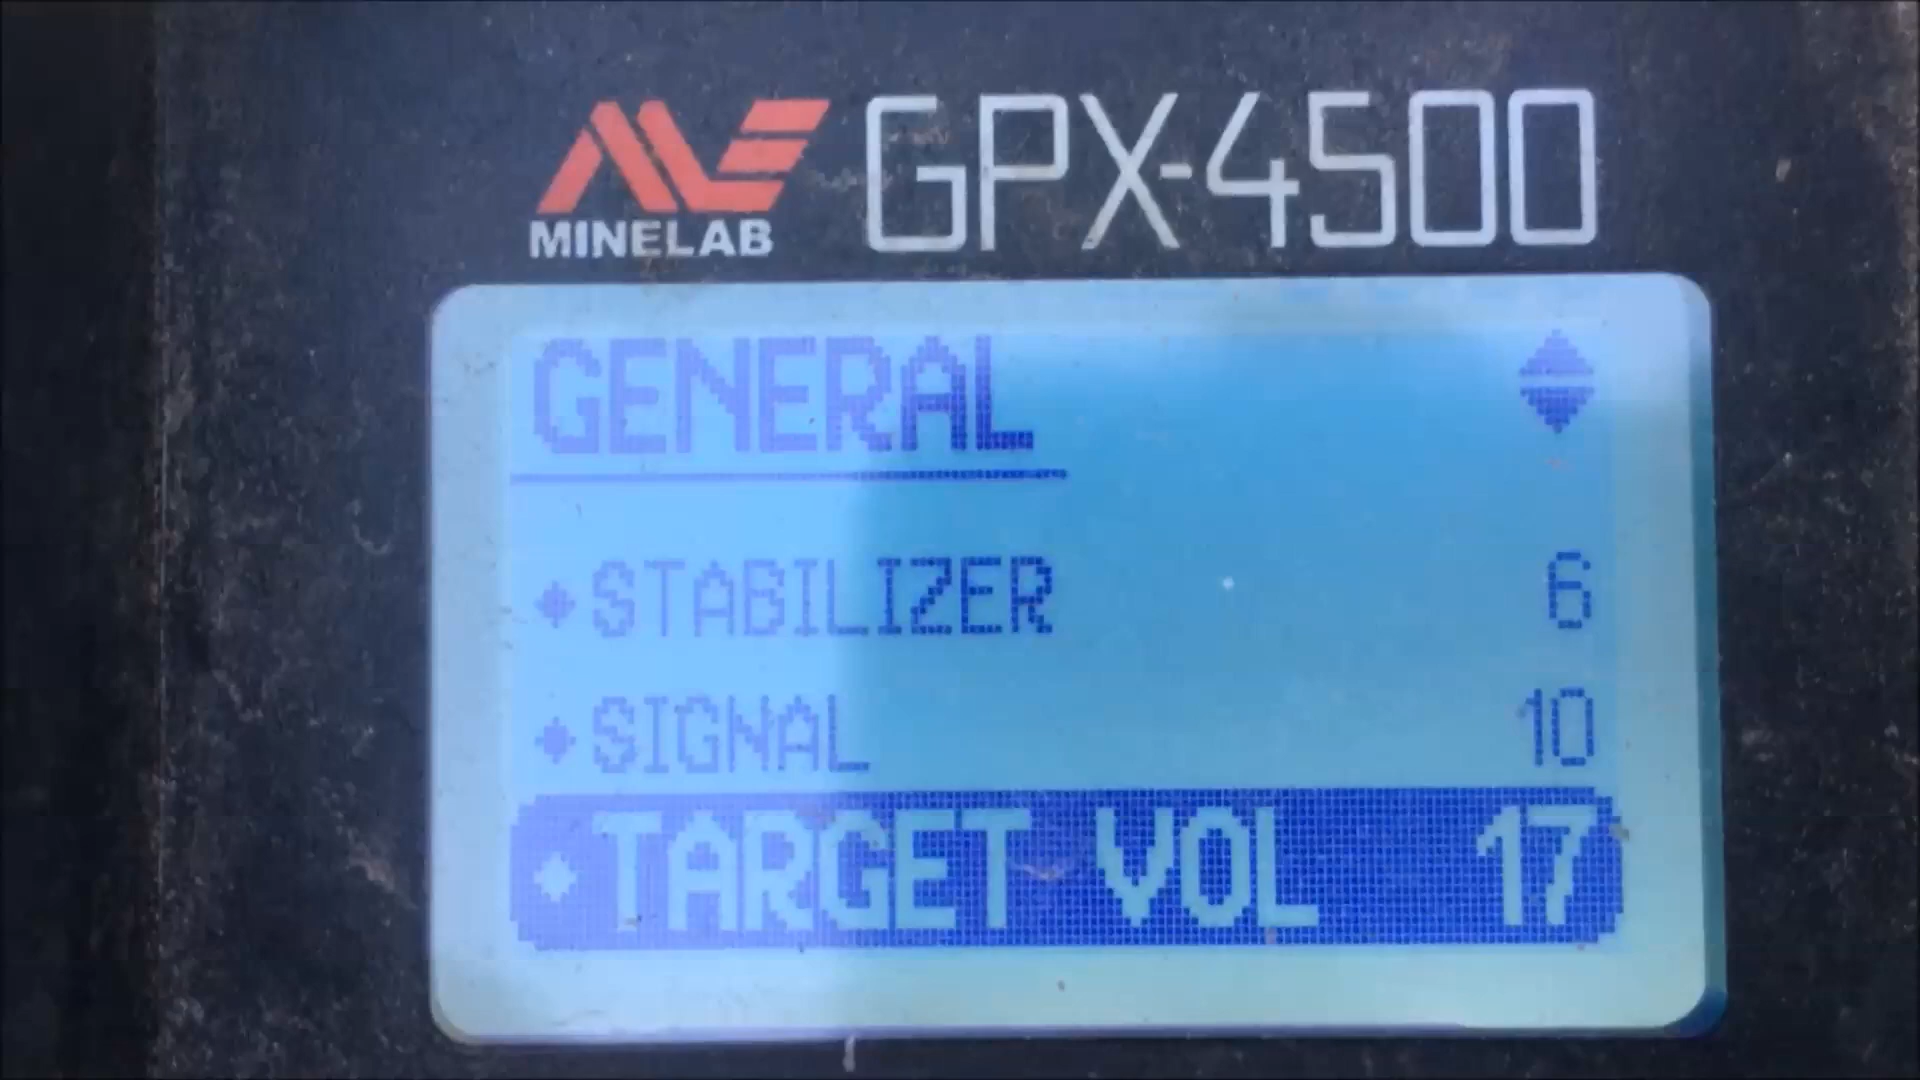 MINELAB GPX-4500
GENERAL
STABILIZER 6
SIGNAL 10
TARGET VOL 17